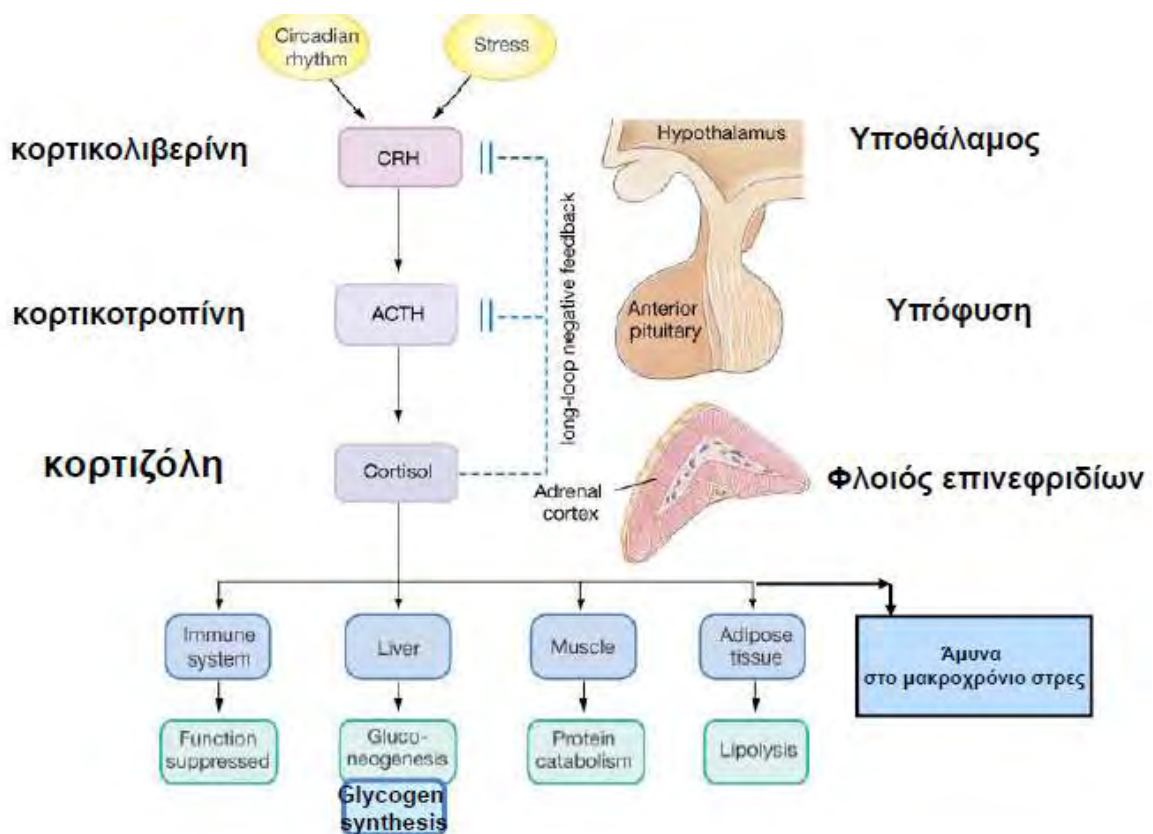 Circadian
rhythm
Stress
κορτικολιβερίνη
CRH
Hypothalamus
Υποθάλαμος
long-loop negative feedback
κορτικοτροπίνη
ACTH
Anterior
pituitary
Υπόφυση
κορτιζόλη
Cortisol
Adrenal
cortex
Φλοιός επινεφριδίων
Immune
system
Liver
Muscle
Adipose
tissue
Άμυνα
στο μακροχρόνιο στρες
Function
suppressed
Gluco-
neogenesis
Protein
catabolism
Lipolysis
Glycogen
synthesis